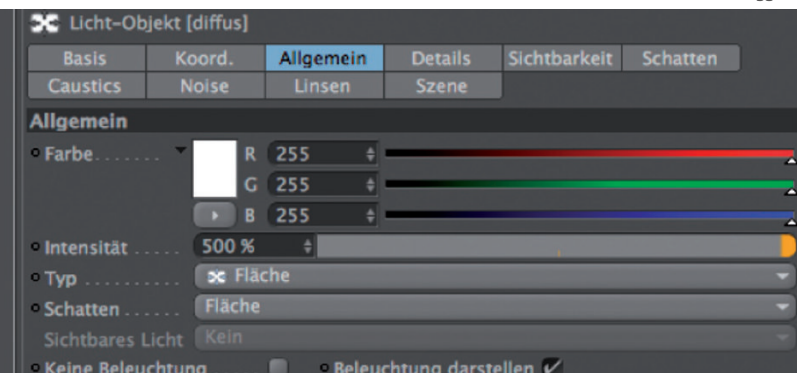 Licht-Objekt [diffus]
Basis Koord. Allgemein Details Sichtbarkeit Schatten
Caustics Noise Linsen Szene
Allgemein
Farbe....... R 255
G 255
B 255
Intensität ..... 500 %
Typ .......... Fläche
Schatten...... Fläche
Sichtbares Licht Kein
Keine Beleuchtung Beleuchtung darstellen